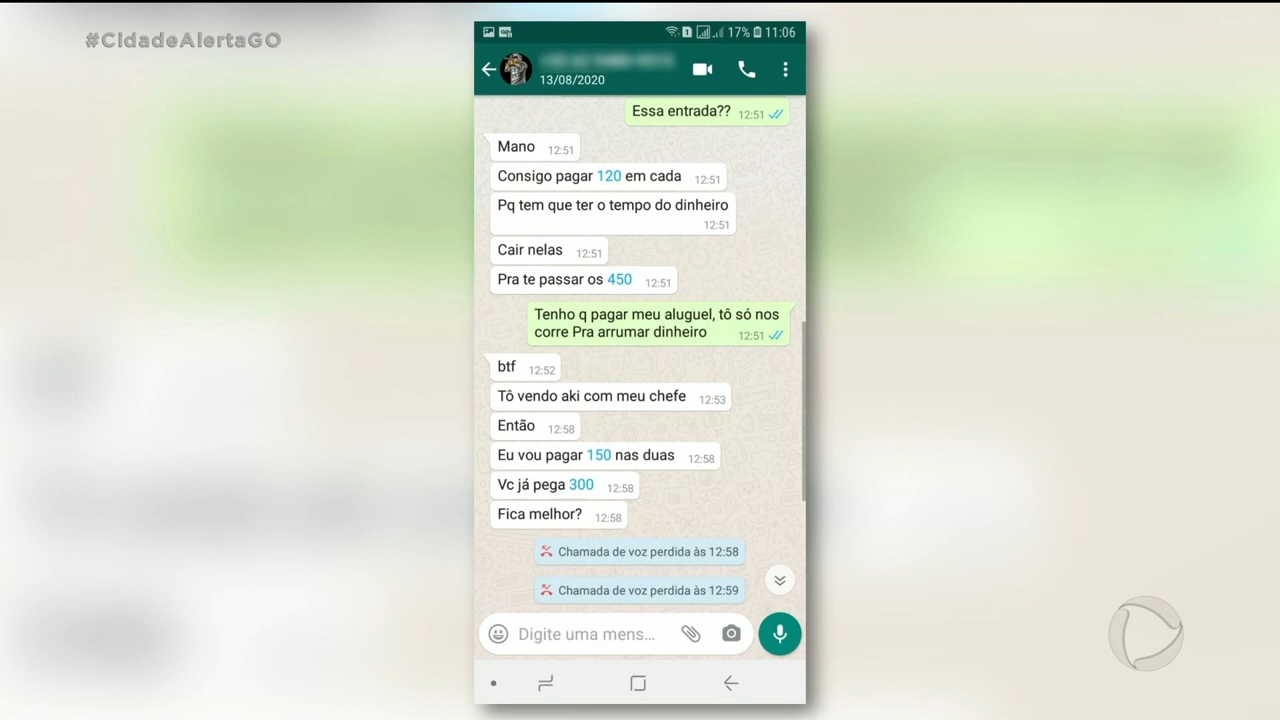 #CidadeAlertaGO
17% 11:06
13/08/2020
Essa entrada?? 12:51
Mano 12:51
Consigo pagar 120 em cada 12:51
Pq tem que ter o tempo do dinheiro
12:51
Cair nelas 12:51
Pra te passar os 450 12:51
Tenho q pagar meu aluguel, tô só nos
corre Pra arrumar dinheiro 12:51
btf 12:52
Tô vendo aki com meu chefe 12:53
Então 12:58
Eu vou pagar 150 nas duas 12:58
Vc já pega 300 12:58
Fica melhor? 12:58
Chamada de voz perdida às 12:58
Chamada de voz perdida às 12:59
Digite uma mens...